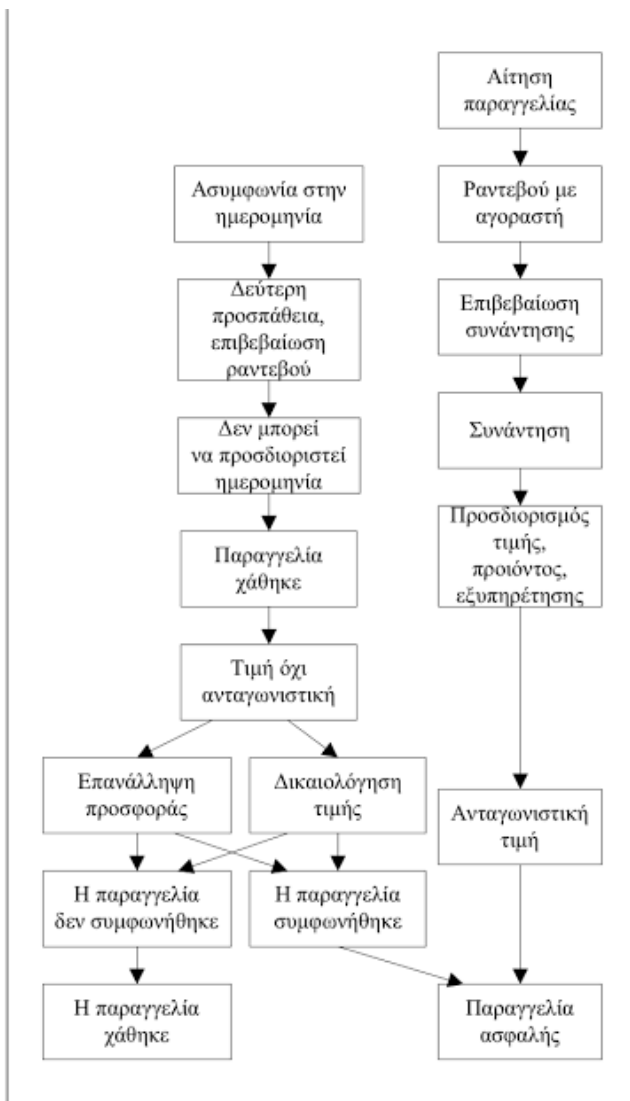 Αίτηση
παραγγελίας
Ασυμφωνία στην
ημερομηνία
Ραντεβού με
αγοραστή
Δεύτερη
προσπάθεια,
επιβεβαίωση
ραντεβού
Επιβεβαίωση
συνάντησης
Δεν μπορεί
να προσδιοριστεί
ημερομηνία
Συνάντηση
Παραγγελία
χάθηκε
Προσδιορισμός
τιμής,
προιόντος,
εξυπηρέτησης
Τιμή όχι
ανταγωνιστική
Επανάλληψη
προσφοράς
Δικαιολόγηση
τιμής
Ανταγωνιστική
τιμή
Η παραγγελία
δεν συμφωνήθηκε
Η παραγγελία
συμφωνήθηκε
Η παραγγελία
χάθηκε
Παραγγελία
ασφαλής